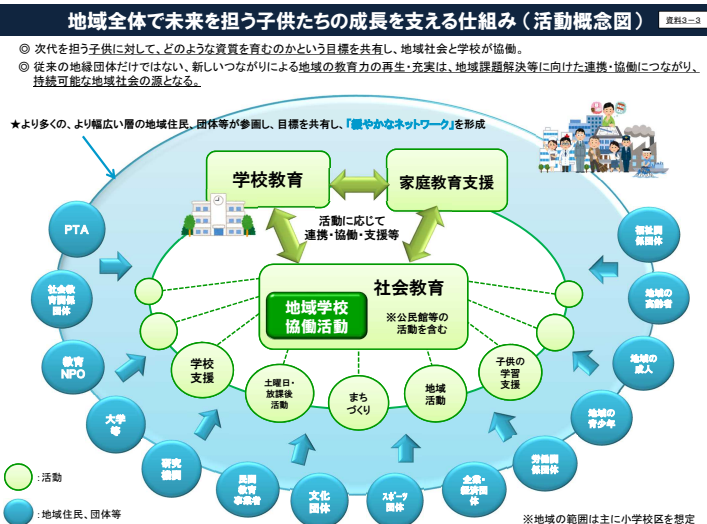 地域全体で未来を担う子供たちの成長を支える仕組み（活動概念図）
資料3－3
◎ 次代を担う子供に対して、どのような資質を育むのかという目標を共有し、地域社会と学校が協働。
◎ 従来の地縁団体だけではない、新しいつながりによる地域の教育力の再生・充実は、地域課題解決等に向けた連携・協働につながり、
持続可能な地域社会の源となる。
★より多くの、より幅広い層の地域住民、団体等が参画し、目標を共有し、「緩やかなネットワーク」を形成
学校教育
家庭教育支援
活動に応じて
連携・協働・支援等
社会教育
地域学校
協働活動
※公民館等の
活動を含む
学校
支援
土曜日・
放課後
活動
まち
づくり
地域
活動
子供の
学習
支援
PTA
社会教
育関係
団体
教育
NPO
大学
等
研究
機関
民間
教育
事業者
文化
団体
スポーツ
団体
企業・
経済団
体
労働関
係団体
地域の
青少年
地域の
成人
地域の
高齢者
福祉関
係団体
：活動
：地域住民、団体等
※地域の範囲は主に小学校区を想定